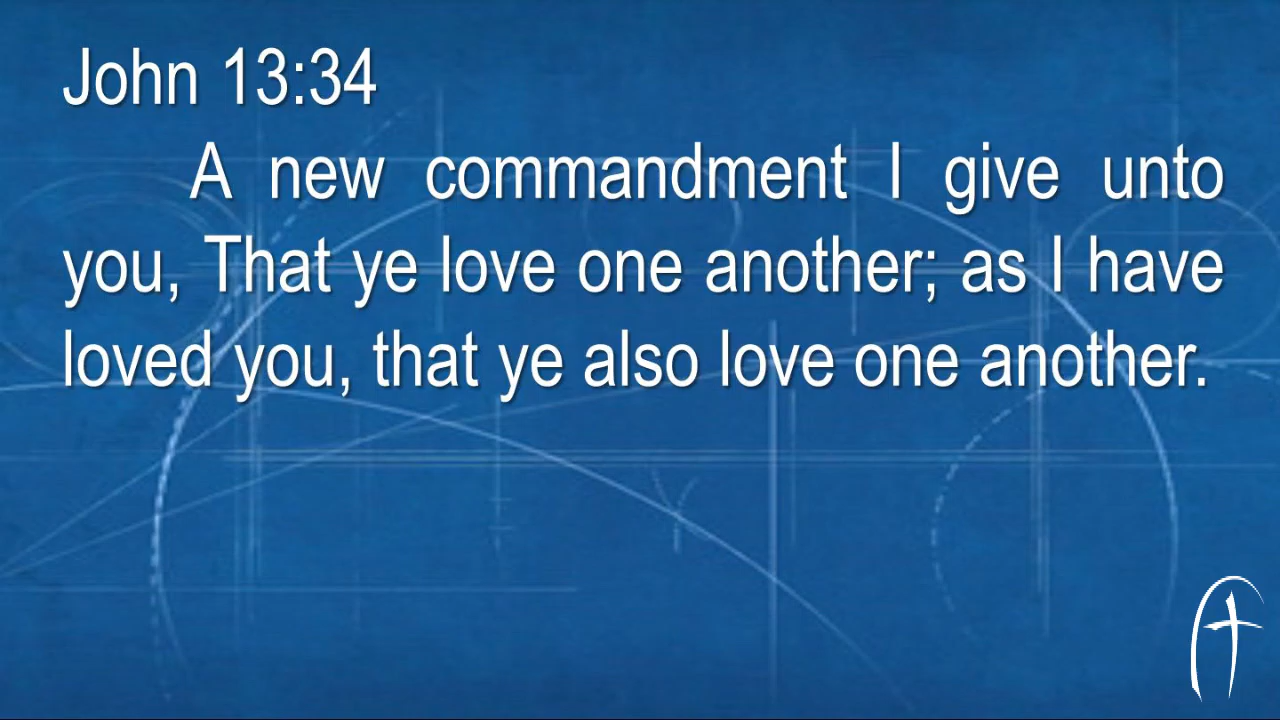 John 13:34
A new commandment I give unto
you, That ye love one another; as I have
loved you, that ye also love one another.